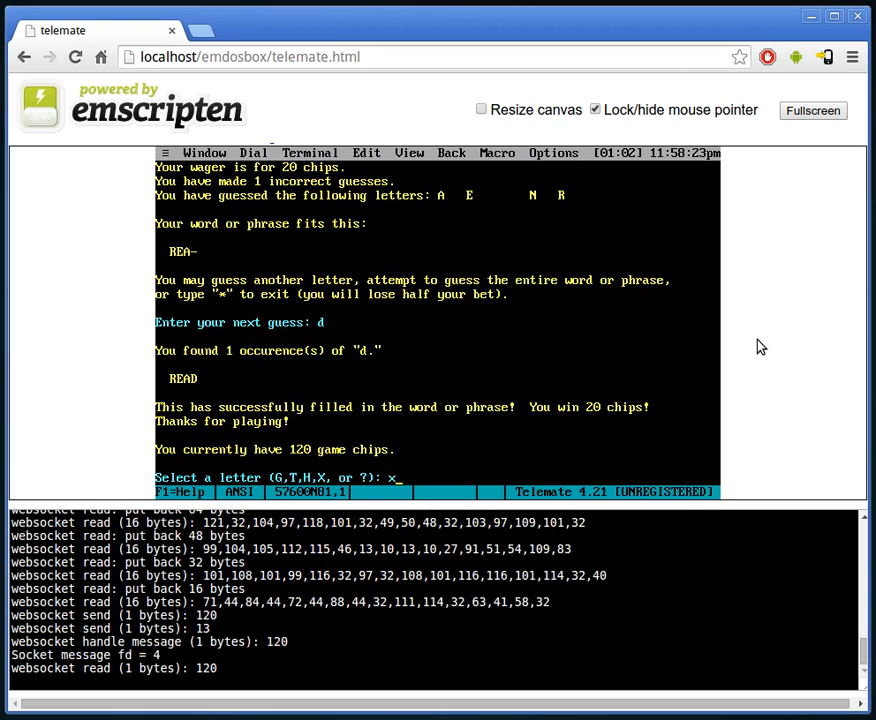 telemate
localhost/emdosbox/telemate.html
powered by
emscripten
Resize canvas Lock/hide mouse pointer Fullscreen
≡ Window Dial Terminal Edit View Back Macro Options [01:02] 11:58:23pm
Your wager is for 20 chips.
You have made 1 incorrect guesses.
You have guessed the following letters: A E N R
Your word or phrase fits this:
REA-
You may guess another letter, attempt to guess the entire word or phrase,
or type "*" to exit (you will lose half your bet).
Enter your next guess: d
You found 1 occurence(s) of "d."
READ
This has successfully filled in the word or phrase! You win 20 chips!
Thanks for playing!
You currently have 120 game chips.
Select a letter (G,T,H,X, or ?): x_
F1=Help ANSI 57600N81,1 Telemate 4.21 [UNREGISTERED]
websocket read: put back 64 bytes
websocket read (16 bytes): 121,32,104,97,118,101,32,49,50,48,32,103,97,109,101,32
websocket read: put back 48 bytes
websocket read (16 bytes): 99,104,105,112,115,46,13,10,13,10,27,91,51,54,109,83
websocket read: put back 32 bytes
websocket read (16 bytes): 101,108,101,99,116,32,97,32,108,101,116,116,101,114,32,40
websocket read: put back 16 bytes
websocket read (16 bytes): 71,44,84,44,72,44,88,44,32,111,114,32,63,41,58,32
websocket send (1 bytes): 120
websocket send (1 bytes): 13
websocket handle message (1 bytes): 120
Socket message fd = 4
websocket read (1 bytes): 120